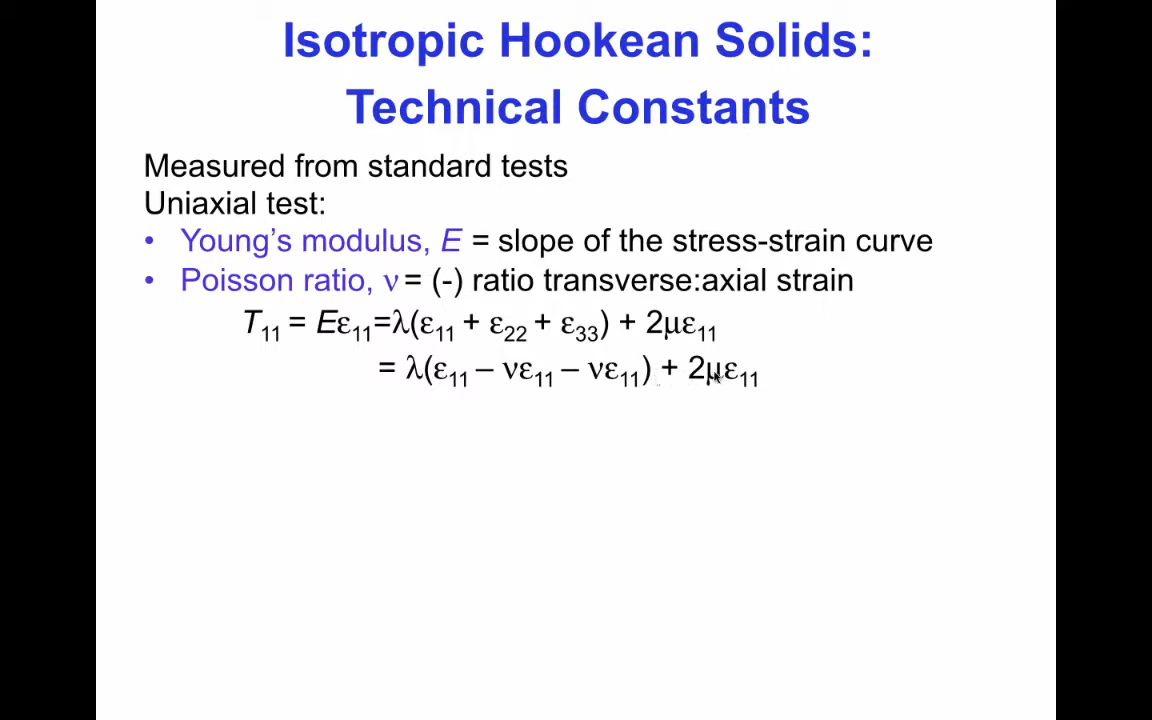 Isotropic Hookean Solids:
Technical Constants
Measured from standard tests
Uniaxial test:
• Young's modulus, E = slope of the stress-strain curve
• Poisson ratio, ν = (-) ratio transverse:axial strain
T₁₁ = Eε₁₁=λ(ε₁₁ + ε₂₂ + ε₃₃) + 2με₁₁
= λ(ε₁₁ – νε₁₁ – νε₁₁) + 2με₁₁